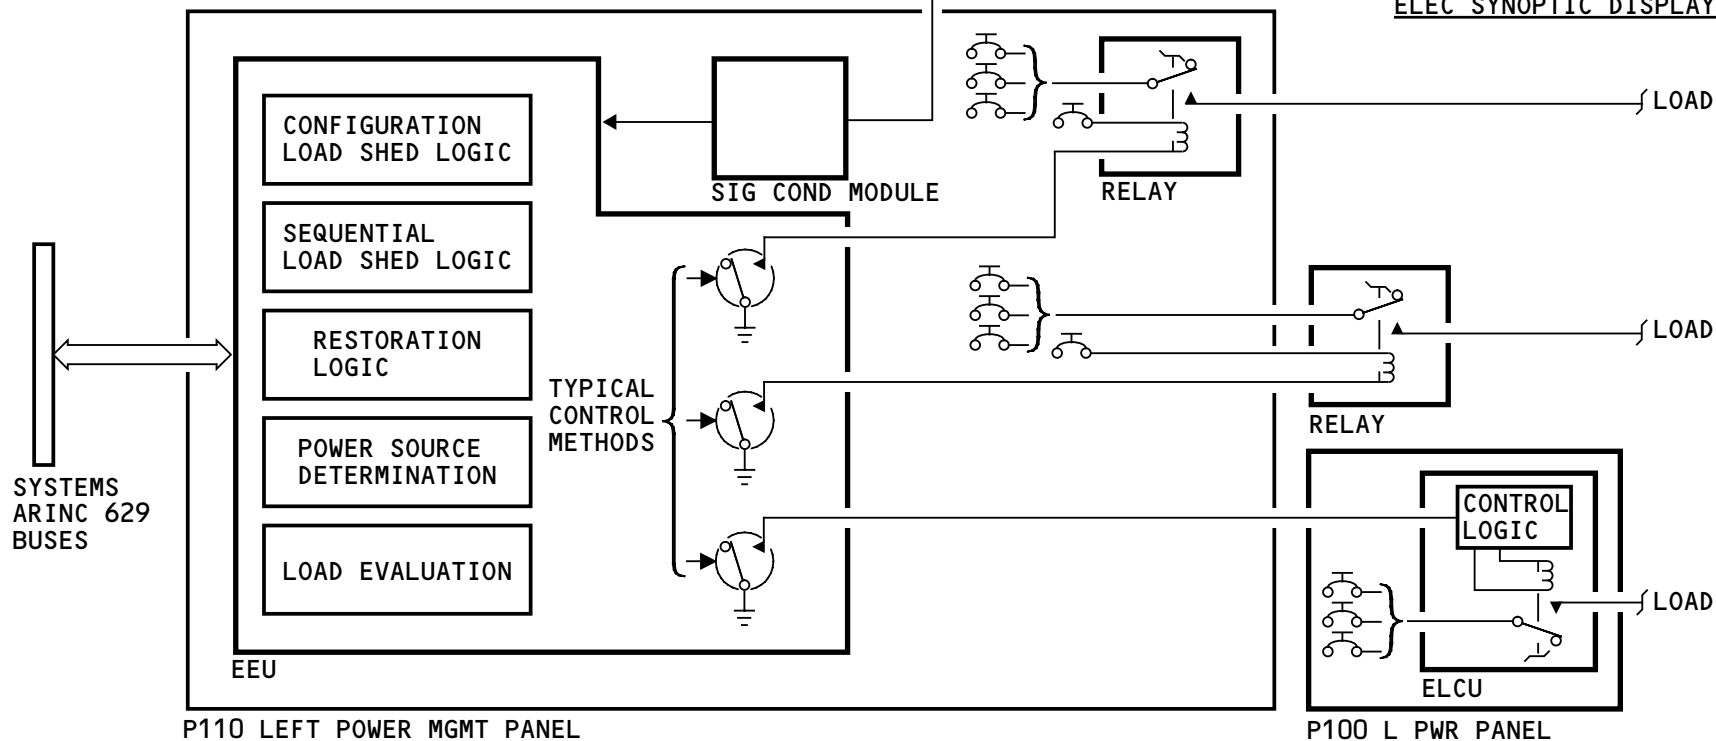 ELEC SYNOPTIC DISPLAY
CONFIGURATION
LOAD SHED LOGIC
SIG COND MODULE
RELAY
LOAD
SEQUENTIAL
LOAD SHED LOGIC
RESTORATION
LOGIC
LOAD
RELAY
TYPICAL
CONTROL
METHODS
POWER SOURCE
DETERMINATION
SYSTEMS
ARINC 629
BUSES
CONTROL
LOGIC
LOAD EVALUATION
LOAD
EEU
ELCU
P110 LEFT POWER MGMT PANEL
P100 L PWR PANEL